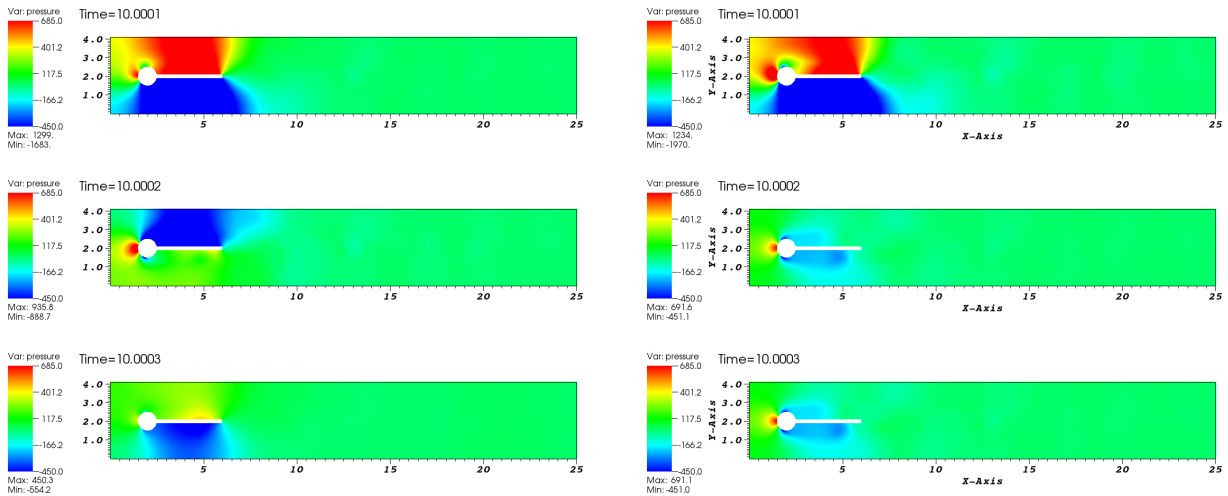 Var: pressure
Time=10.0001
685.0
401.2
117.5
-166.2
-450.0
Max: 1299.
Min: -1683.
4.0
3.0
2.0
1.0
5 10 15 20 25
Var: pressure
Time=10.0001
685.0
401.2
117.5
-166.2
-450.0
Max: 1234.
Min: -1970.
Y-Axis
4.0
3.0
2.0
1.0
5 10 15 20 25
X-Axis
Var: pressure
Time=10.0002
685.0
401.2
117.5
-166.2
-450.0
Max: 935.8
Min: -888.7
4.0
3.0
2.0
1.0
5 10 15 20 25
Var: pressure
Time=10.0002
685.0
401.2
117.5
-166.2
-450.0
Max: 691.6
Min: -451.1
Y-Axis
4.0
3.0
2.0
1.0
5 10 15 20 25
X-Axis
Var: pressure
Time=10.0003
685.0
401.2
117.5
-166.2
-450.0
Max: 450.3
Min: -554.2
4.0
3.0
2.0
1.0
5 10 15 20 25
Var: pressure
Time=10.0003
685.0
401.2
117.5
-166.2
-450.0
Max: 691.1
Min: -451.0
Y-Axis
4.0
3.0
2.0
1.0
5 10 15 20 25
X-Axis